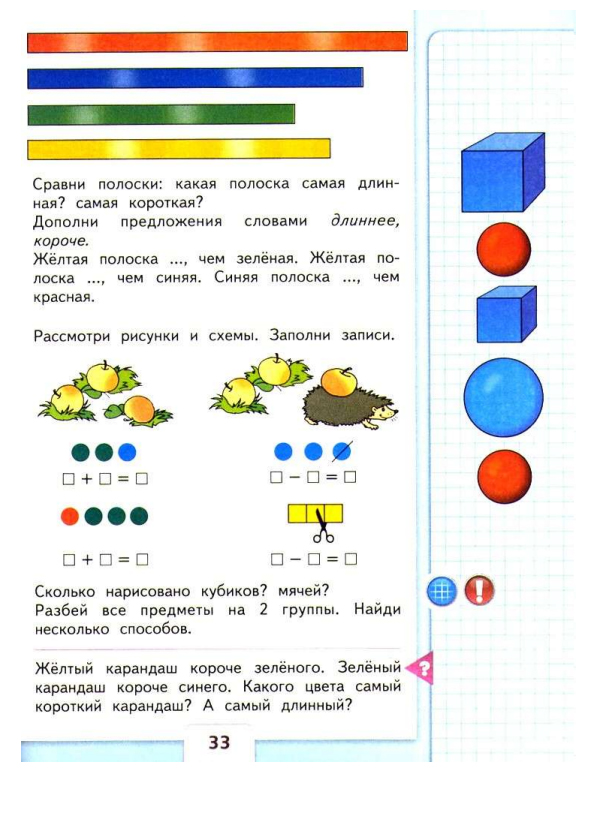 Сравни полоски: какая полоска самая длин-
ная? самая короткая?
Дополни предложения словами длиннее,
короче.
Жёлтая полоска ..., чем зелёная. Жёлтая по-
лоска ..., чем синяя. Синяя полоска ..., чем
красная.
Рассмотри рисунки и схемы. Заполни записи.
□ + □ = □
□ − □ = □
□ + □ = □
□ − □ = □
Сколько нарисовано кубиков? мячей?
Разбей все предметы на 2 группы. Найди
несколько способов.
!
Жёлтый карандаш короче зелёного. Зелёный
карандаш короче синего. Какого цвета самый
короткий карандаш? А самый длинный?
?
33